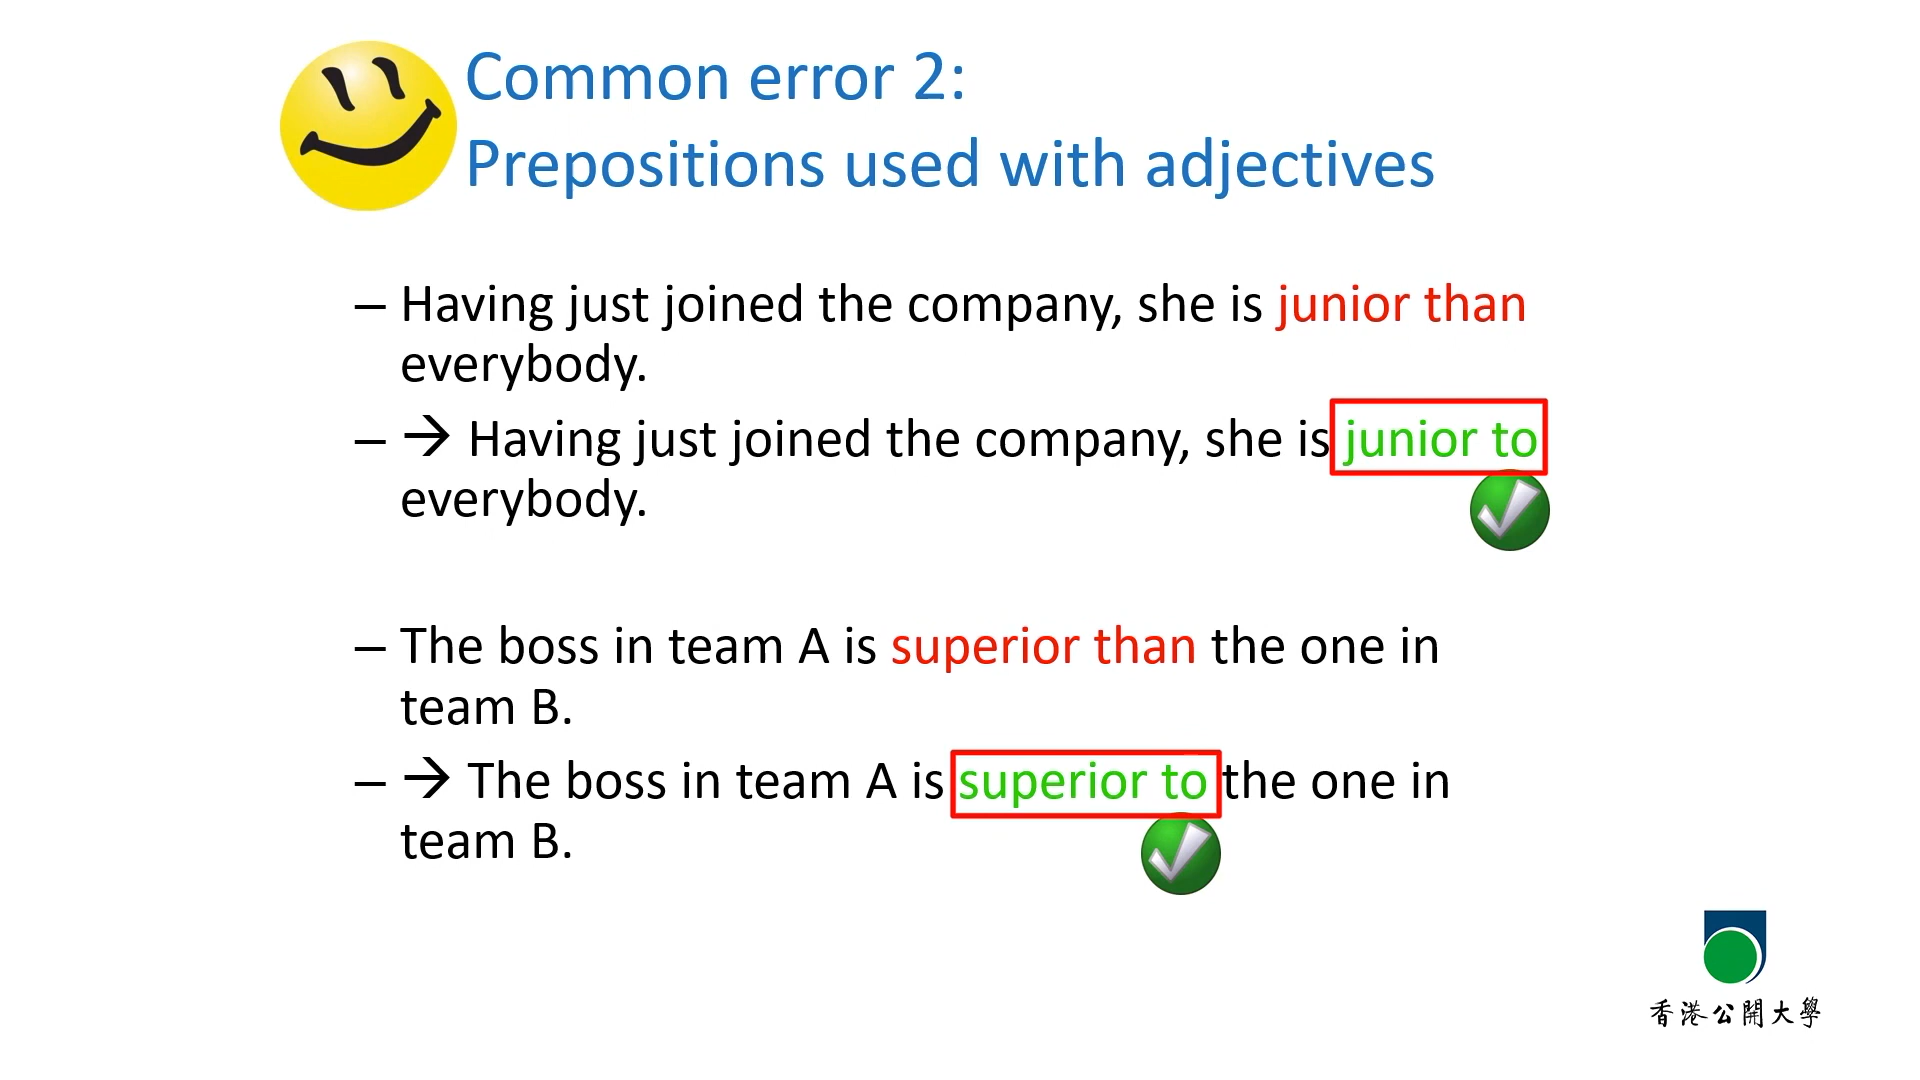 Common error 2:
Prepositions used with adjectives
– Having just joined the company, she is junior than
everybody.
– → Having just joined the company, she is junior to
everybody.
– The boss in team A is superior than the one in
team B.
– → The boss in team A is superior to the one in
team B.
香港公開大學